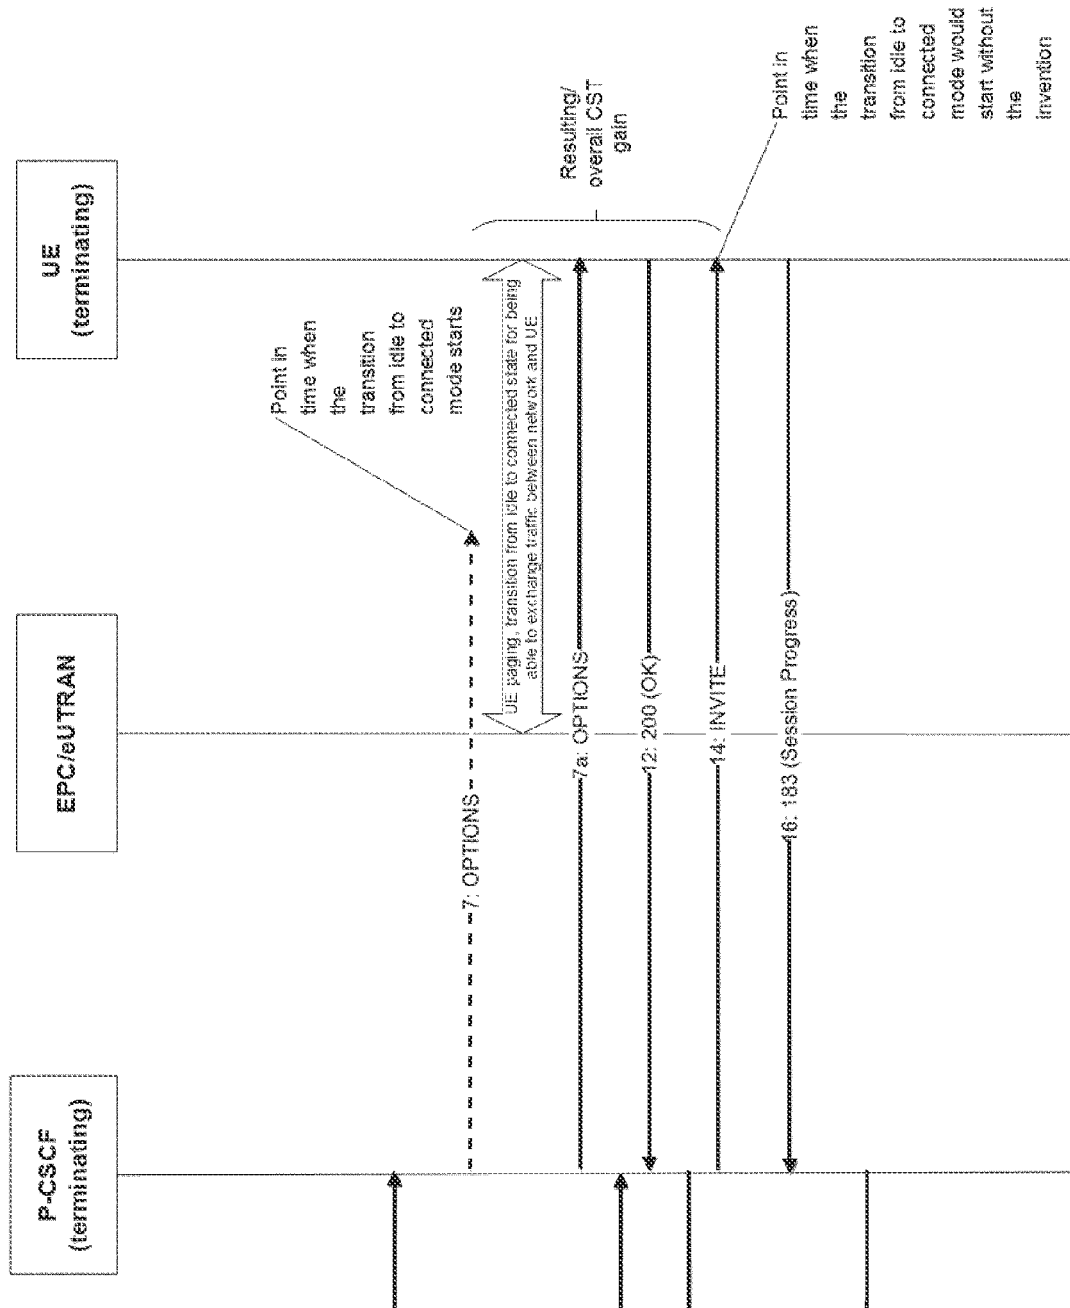 P-CSCF
(terminating)
EPC/eUTRAN
UE
(terminating)
7: OPTIONS
Point in
time when
the
transition
from idle to
connected
mode starts
UE paging, transition from idle to connected state for being
able to exchange traffic between network and UE
7a: OPTIONS
12: 200 (OK)
14: INVITE
16: 183 (Session Progress)
Resulting/
overall CST
gain
Point in
time when
the
transition
from idle to
connected
mode would
start without
the
invention